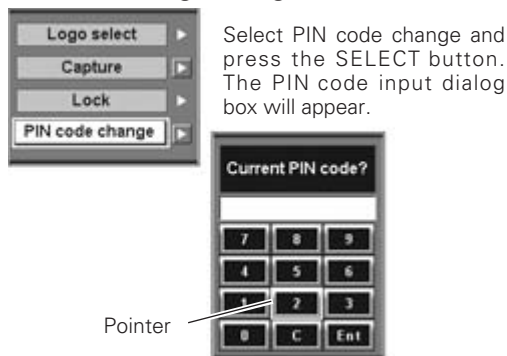 Logo select
Capture
Lock
PIN code change
Select PIN code change and
press the SELECT button.
The PIN code input dialog
box will appear.
Current PIN code?
7 8 9
4 5 6
1 2 3
0 C Ent
Pointer